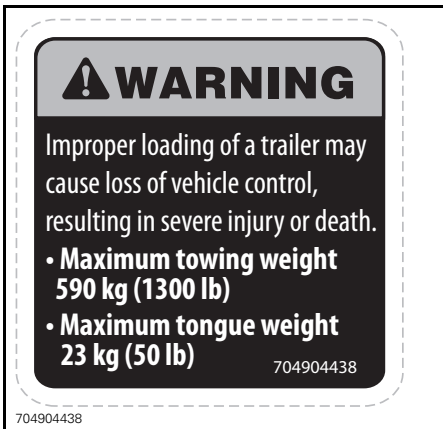 WARNING
Improper loading of a trailer may
cause loss of vehicle control,
resulting in severe injury or death.
• Maximum towing weight
590 kg (1300 lb)
• Maximum tongue weight
23 kg (50 lb)
704904438
704904438